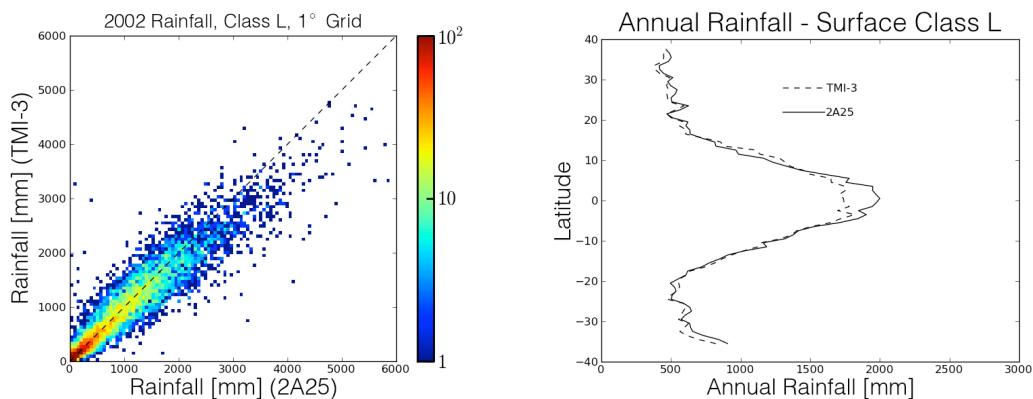 2002 Rainfall, Class L, 1° Grid
6000
5000
4000
3000
2000
1000
0
0 1000 2000 3000 4000 5000 6000
Rainfall [mm] (TMI-3)
Rainfall [mm] (2A25)
10²
10
1
Annual Rainfall - Surface Class L
40
30
20
10
0
−10
−20
−30
−40
0 500 1000 1500 2000 2500 3000
Latitude
Annual Rainfall [mm]
TMI-3
2A25